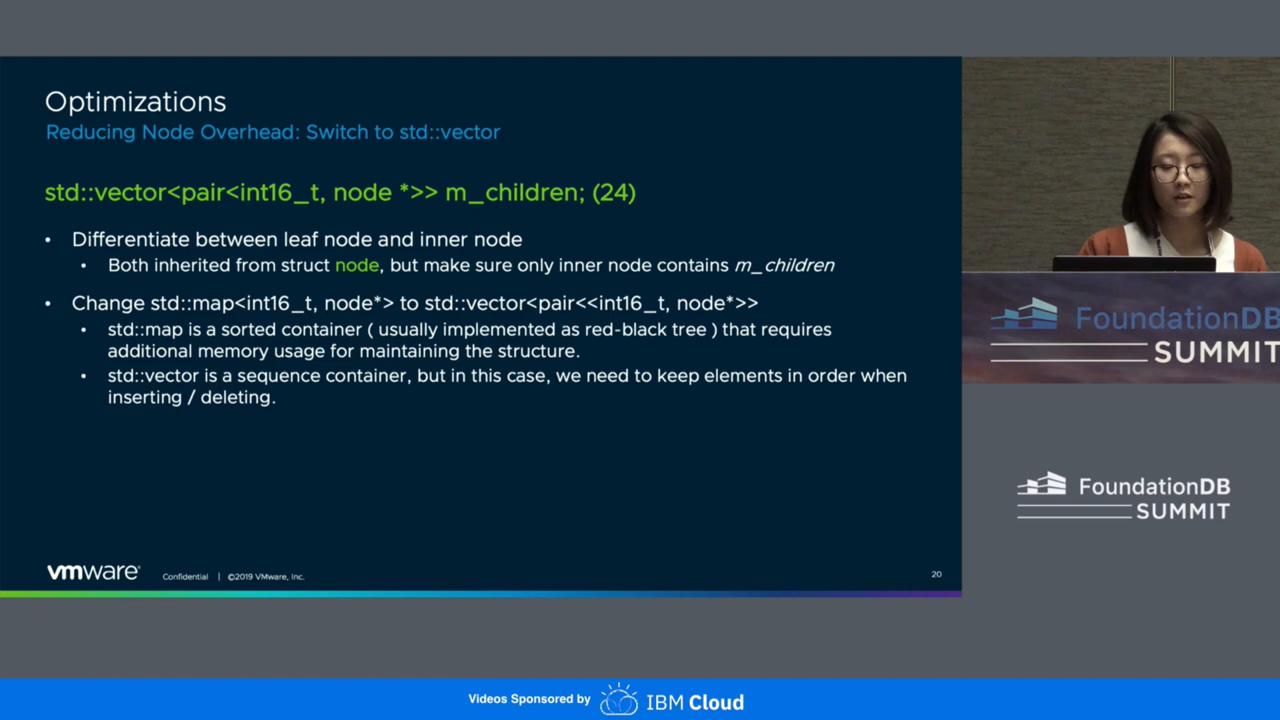 Optimizations
Reducing Node Overhead: Switch to std::vector
std::vector<pair<int16_t, node *>> m_children; (24)
• Differentiate between leaf node and inner node
• Both inherited from struct node, but make sure only inner node contains m_children
• Change std::map<int16_t, node*> to std::vector<pair<<int16_t, node*>>
• std::map is a sorted container ( usually implemented as red-black tree ) that requires
additional memory usage for maintaining the structure.
• std::vector is a sequence container, but in this case, we need to keep elements in order when
inserting / deleting.
vmware
Confidential | ©2019 VMware, Inc.
20
FoundationDB
SUMMIT
FoundationDB
SUMMIT
Videos Sponsored by IBM Cloud